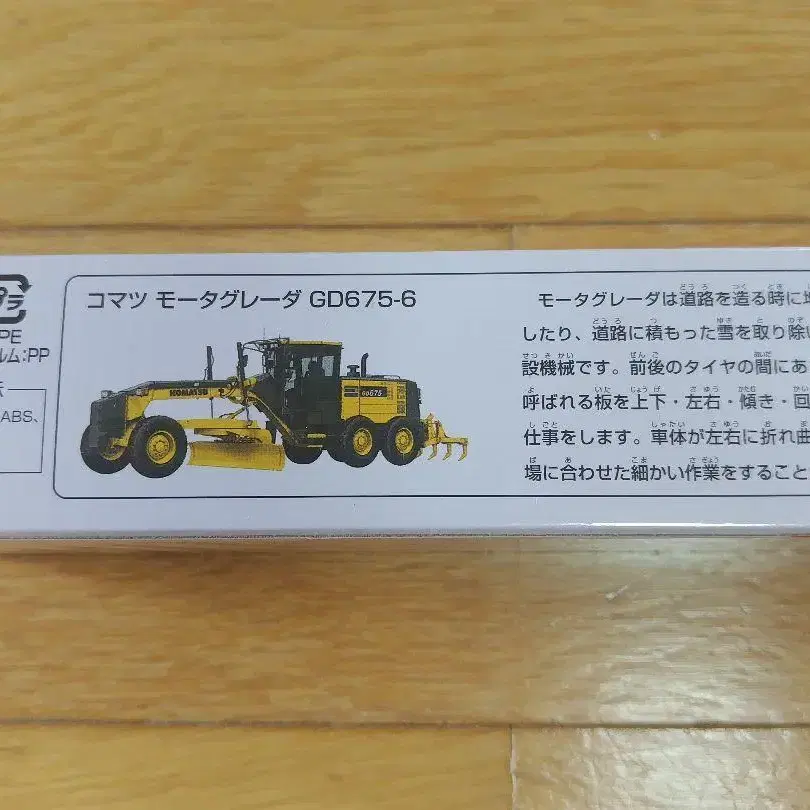 プラ
PE
ルム:PP
ABS、
コマツ モータグレーダ GD675-6
KOMATSU
GD675
モータグレーダは道路を造る時に
したり、道路に積もった雪を取り除
設機械です。前後のタイヤの間にあ
呼ばれる板を上下・左右・傾き・回
仕事をします。車体が左右に折れ曲
場に合わせた細かい作業をすること